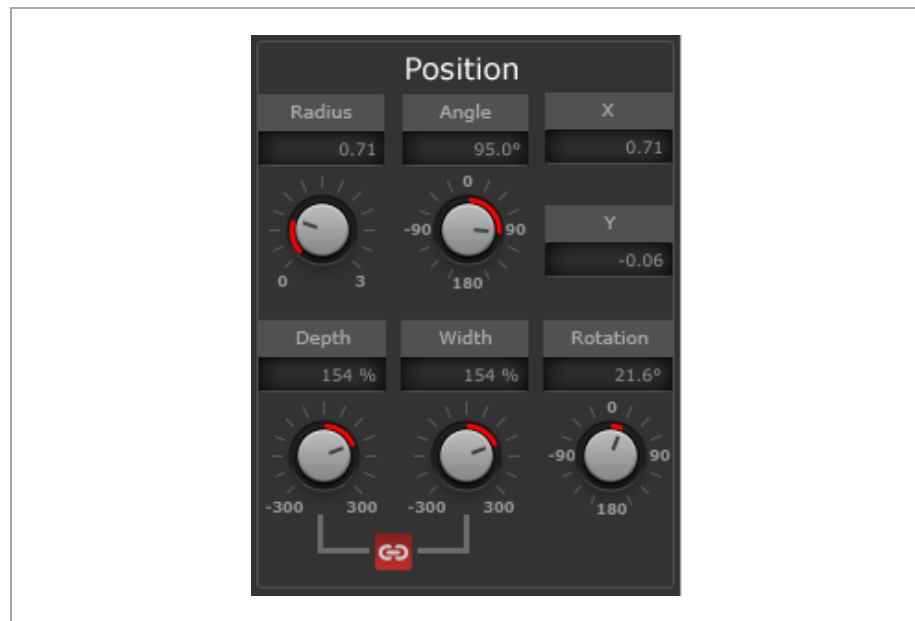 Position
Radius Angle X
0.71 95.0° 0.71
0
-90 90 Y
-0.06
0 3 180
Depth Width Rotation
154 % 154 % 21.6°
0
-90 90
-300 300 -300 300 180